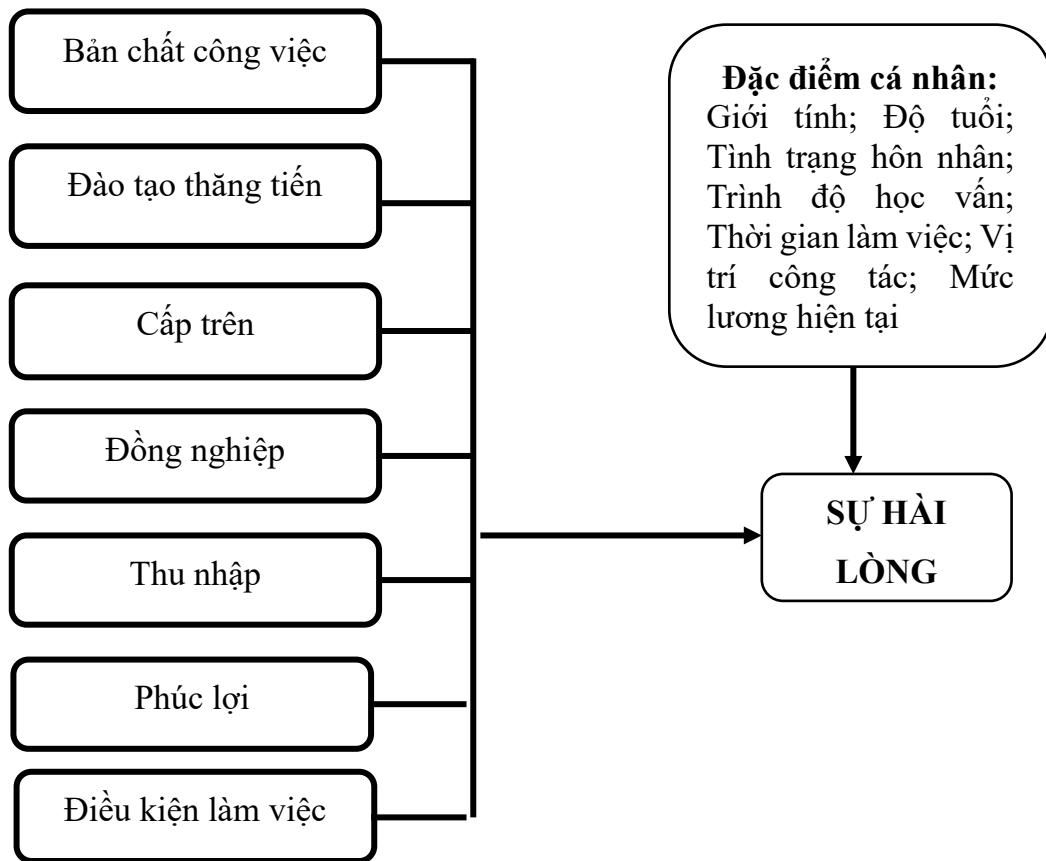 Bản chất công việc
Đào tạo thăng tiến
Cấp trên
Đồng nghiệp
Thu nhập
Phúc lợi
Điều kiện làm việc
Đặc điểm cá nhân:
Giới tính; Độ tuổi;
Tình trạng hôn nhân;
Trình độ học vấn;
Thời gian làm việc; Vị
trí công tác; Mức
lương hiện tại
SỰ HÀI
LÒNG